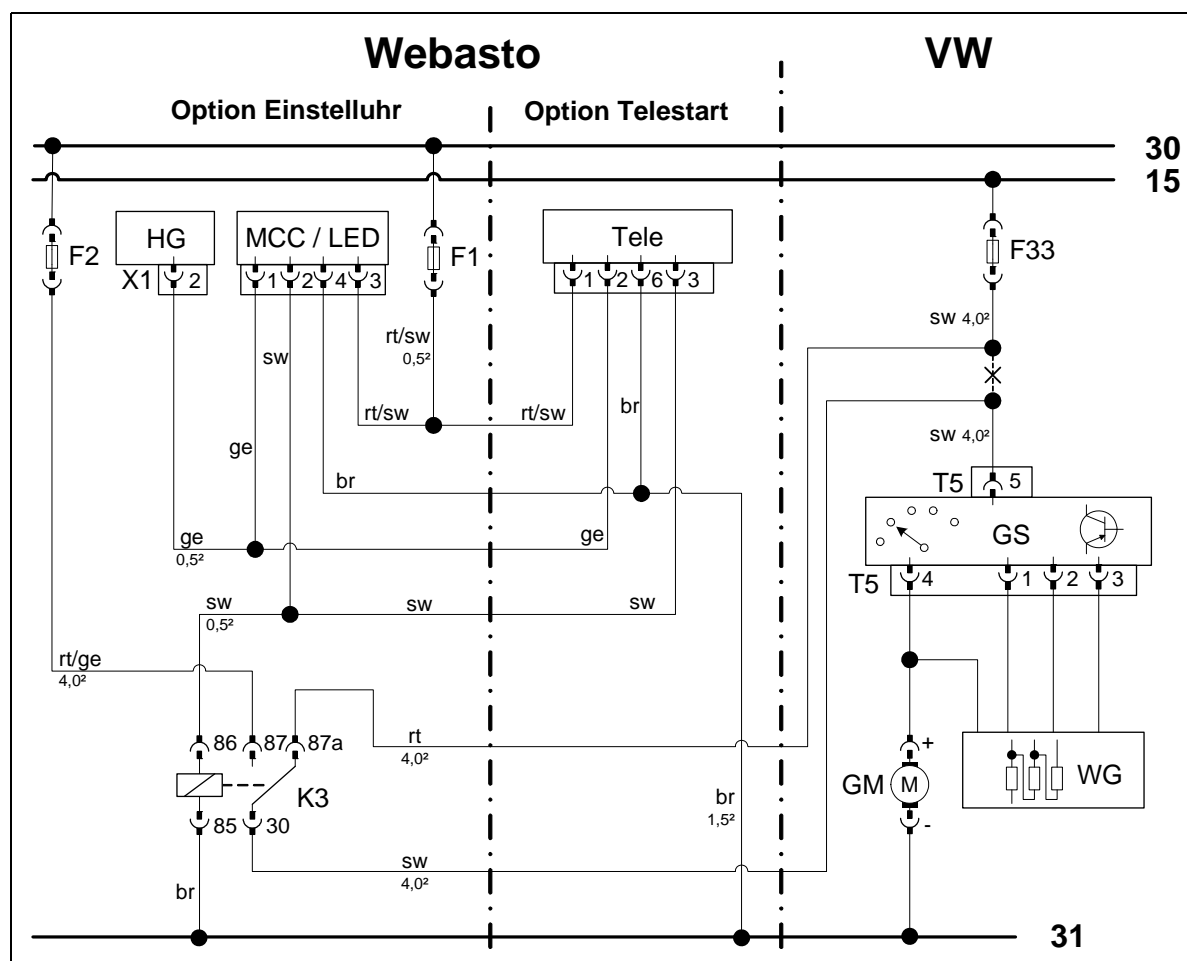 Webasto VW
Option Einstelluhr Option Telestart
30
15
HG MCC / LED Tele
F2 F1 F33
X1 2 1 2 4 3 1 2 6 3
sw 4,0²
rt/sw
0,5²
sw
br
rt/sw rt/sw
ge
sw 4,0²
br
T5 5
GS
ge
0,5²
ge
T5 4 1 2 3
sw sw sw
0,5²
rt/ge
4,0²
86 87 87a
rt
4,0²
+
WG
GM M
K3
br
1,5²
85 30
-
sw
4,0²
br
31